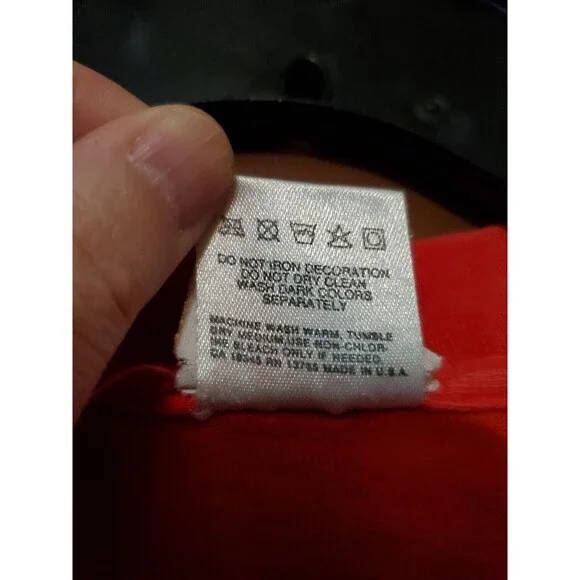 DO NOT IRON DECORATION
DO NOT DRY CLEAN
WASH DARK COLORS
SEPARATELY
MACHINE WASH WARM, TUMBLE
DRY MEDIUM, USE NON-CHLOR-
INE BLEACH ONLY IF NEEDED.
CA RN 13765 MADE IN U.S.A.